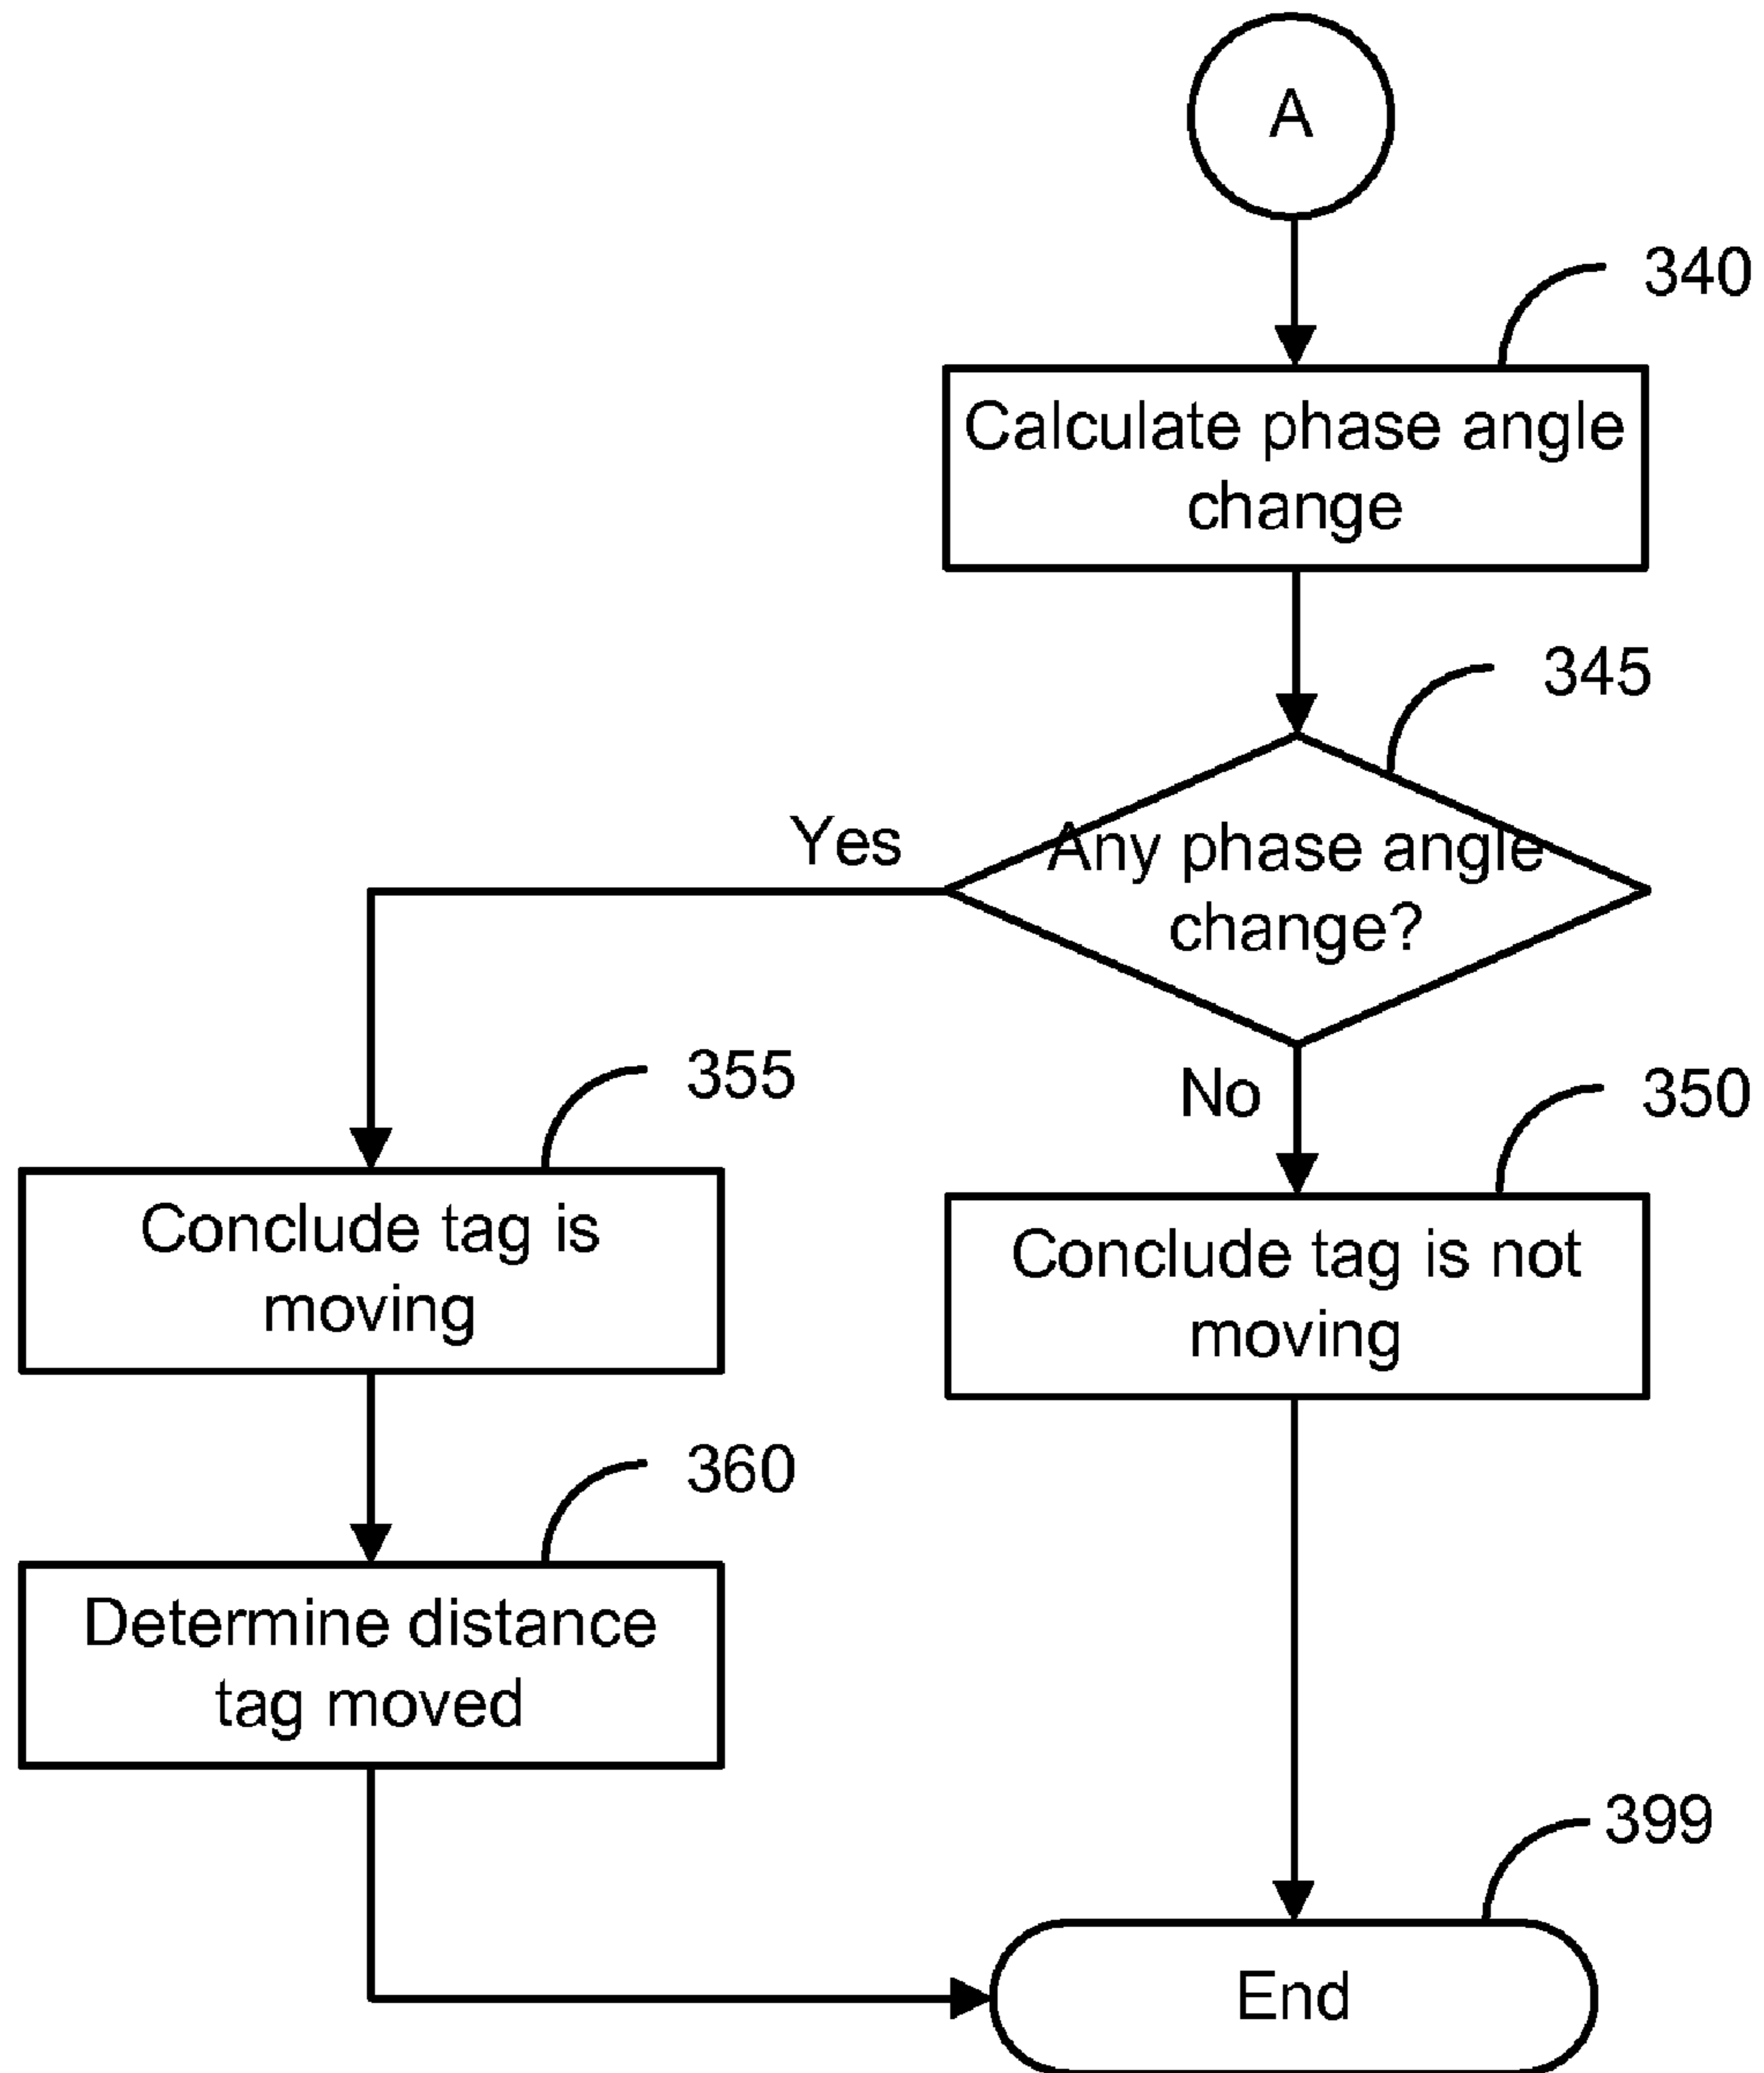 A
340
Calculate phase angle
change
345
Any phase angle
change?
Yes
No
355
Conclude tag is
moving
350
Conclude tag is not
moving
360
Determine distance
tag moved
399
End